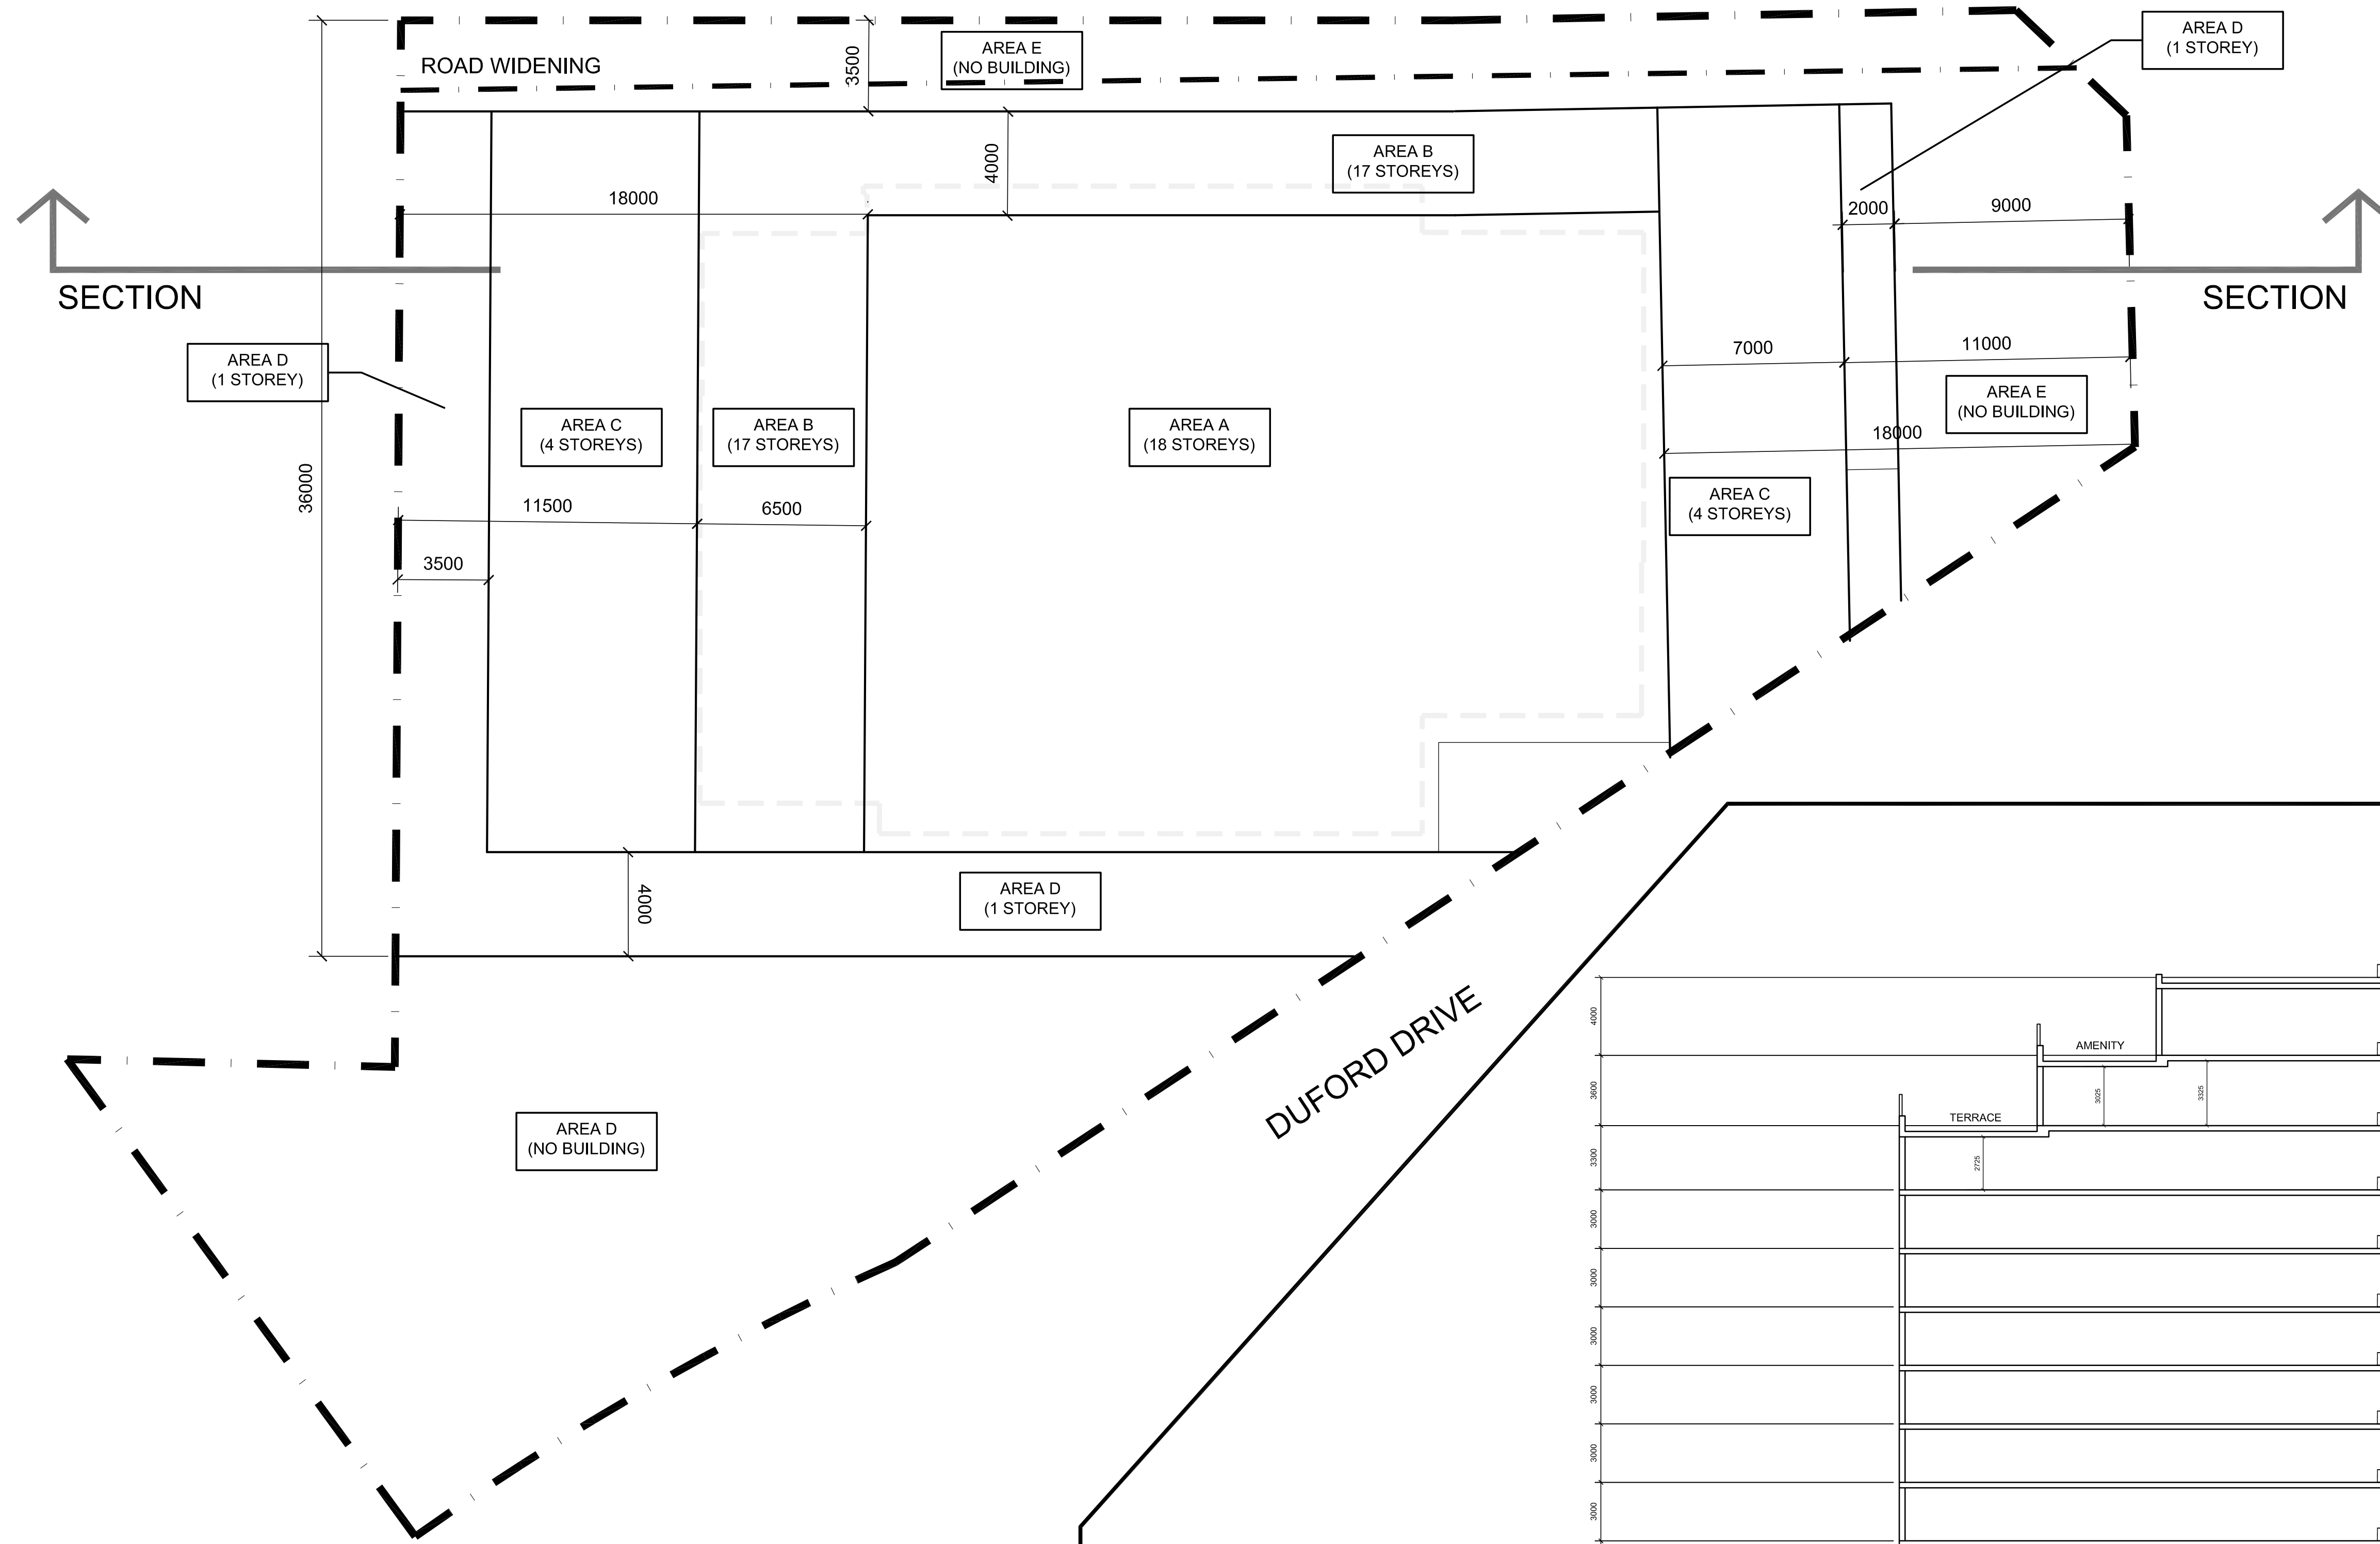 AREA D
(1 STOREY)
AREA E
(NO BUILDING)
ROAD WIDENING
3500
AREA B
(17 STOREYS)
4000
18000
2000
9000
SECTION
SECTION
7000
11000
AREA D
(1 STOREY)
AREA E
(NO BUILDING)
AREA C
(4 STOREYS)
AREA B
(17 STOREYS)
AREA A
(18 STOREYS)
18000
36000
11500
6500
AREA C
(4 STOREYS)
3500
AREA D
(1 STOREY)
4000
DUFORD DRIVE
AREA D
(NO BUILDING)
4000
AMENITY
3600
3025
3325
TERRACE
3300
2725
3000
3000
3000
3000
3000
3000